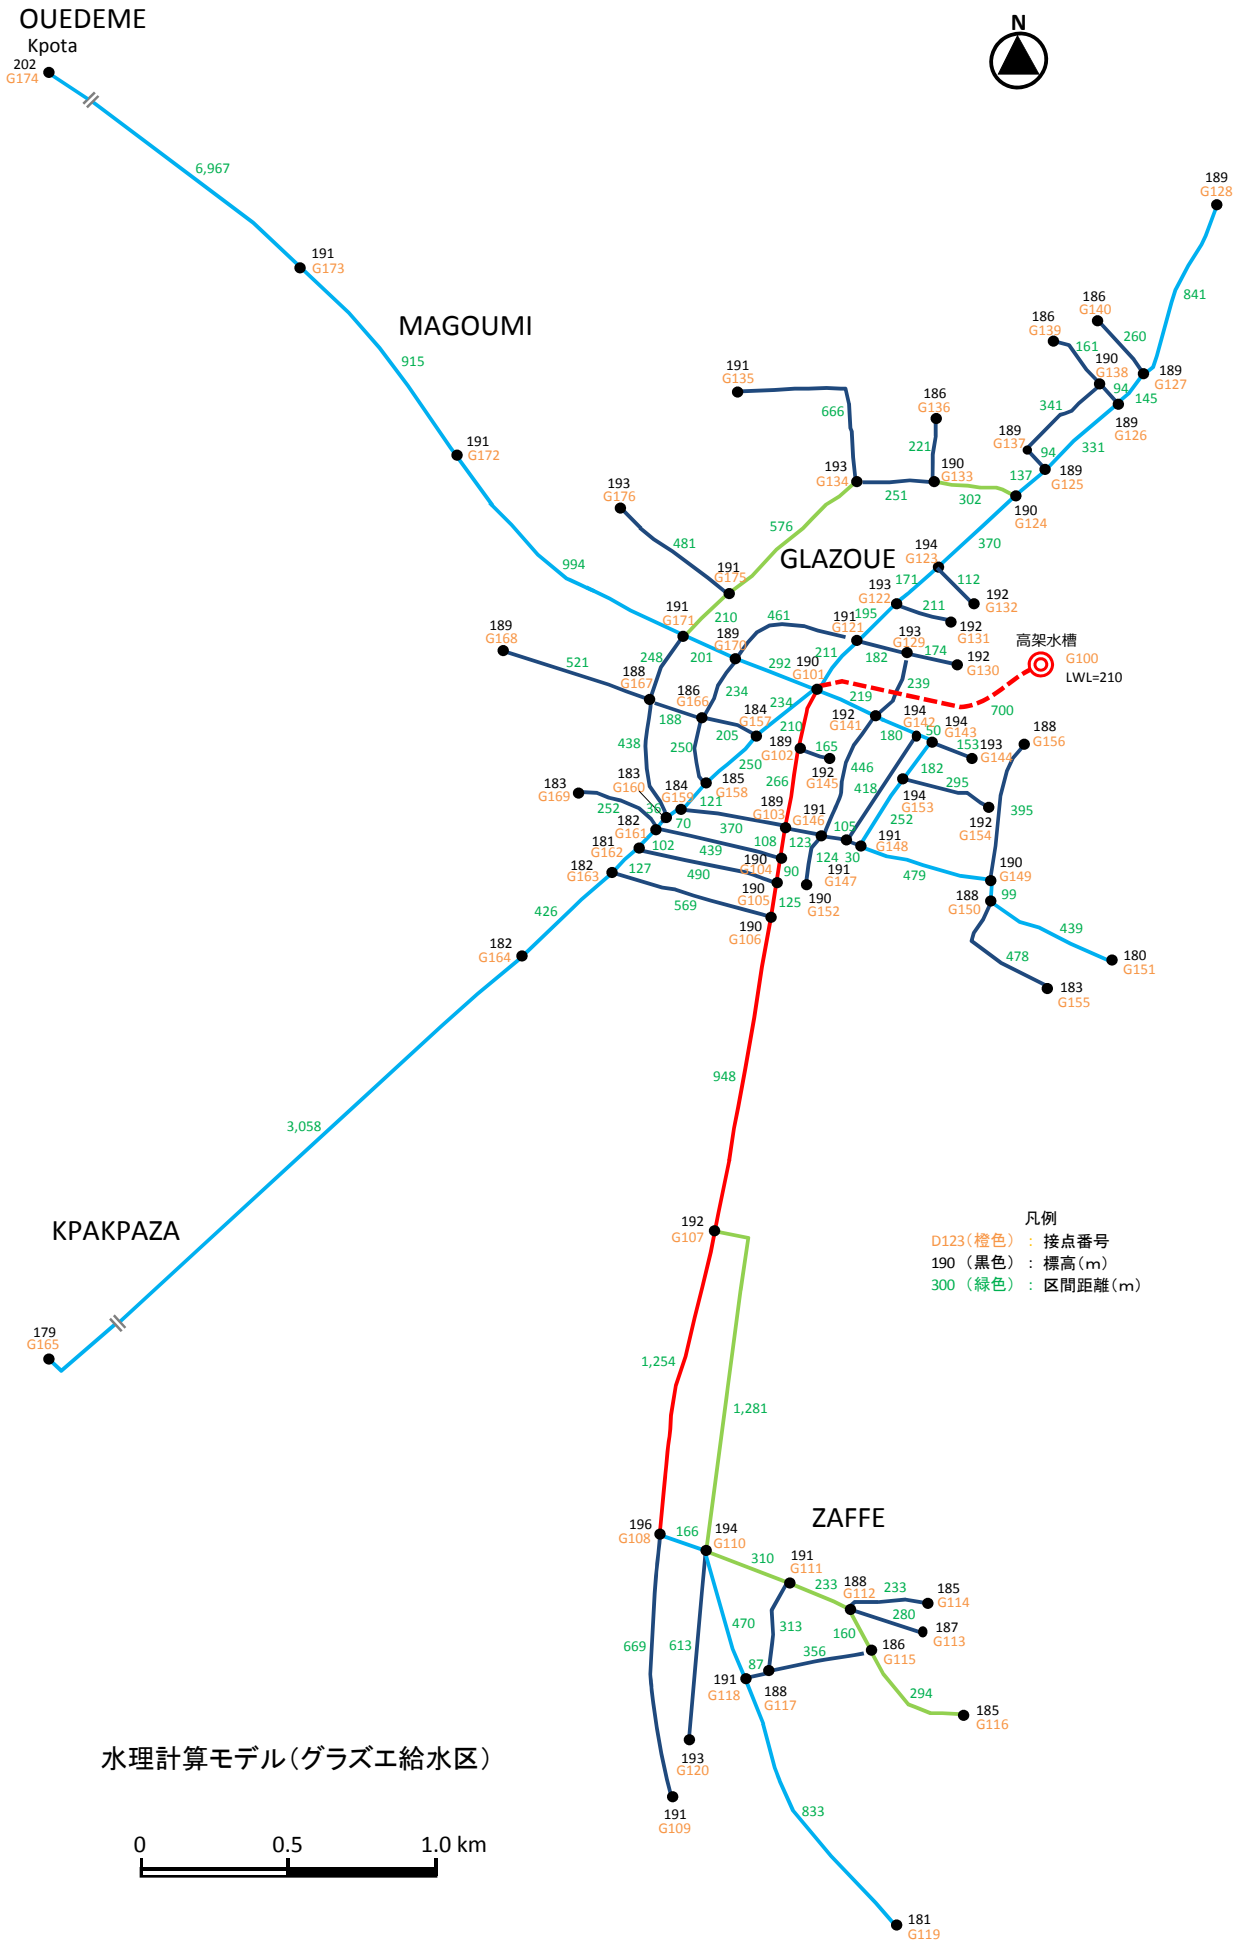 OUEDEME
Kpota
202
G174
N
6,967
189
G128
191
G173
841
MAGOUMI
186
G140
186
G139
260
161
190
G138
189
G127
94
145
915
191
G135
341
189
G126
186
G136
666
331
189
G137
94
191
G172
221
189
G125
193
G134
190
G133
137
251
302
190
G124
193
G176
576
370
481
GLAZOUE
194
G123
994
191
G175
171
112
193
G122
192
G132
195
211
191
G171
210
461
191
G121
192
G131
189
G168
189
G170
193
G129
高架水槽
G100
LWL=210
248
201
211
182
174
192
G130
521
292
190
G101
188
G167
186
G166
234
239
234
219
700
188
184
G157
210
192
G141
194
G142
194
G143
188
G156
205
189
G102
165
180
50
153
193
G144
438
250
250
192
G145
446
182
183
G169
183
G160
185
G158
266
418
194
G153
295
184
G159
192
G154
395
252
36
121
189
G103
191
G146
252
182
G161
70
370
105
191
G148
181
G162
102
439
108
123
124
30
190
G149
182
G163
190
G104
90
191
G147
479
127
490
190
G105
125
190
G152
188
G150
99
426
569
190
G106
439
182
G164
478
180
G151
183
G155
948
3,058
KPAKPAZA
192
G107
凡例
D123(橙色) : 接点番号
190 (黒色) : 標高(m)
300 (緑色) : 区間距離(m)
179
G165
1,254
1,281
ZAFFE
196
G108
166
194
G110
310
191
G111
233
188
G112
233
185
G114
280
187
G113
470
313
160
669
613
356
186
G115
87
191
G118
188
G117
294
185
G116
水理計算モデル(グラズエ給水区)
193
G120
191
G109
833
0
0.5
1.0 km
181
G119